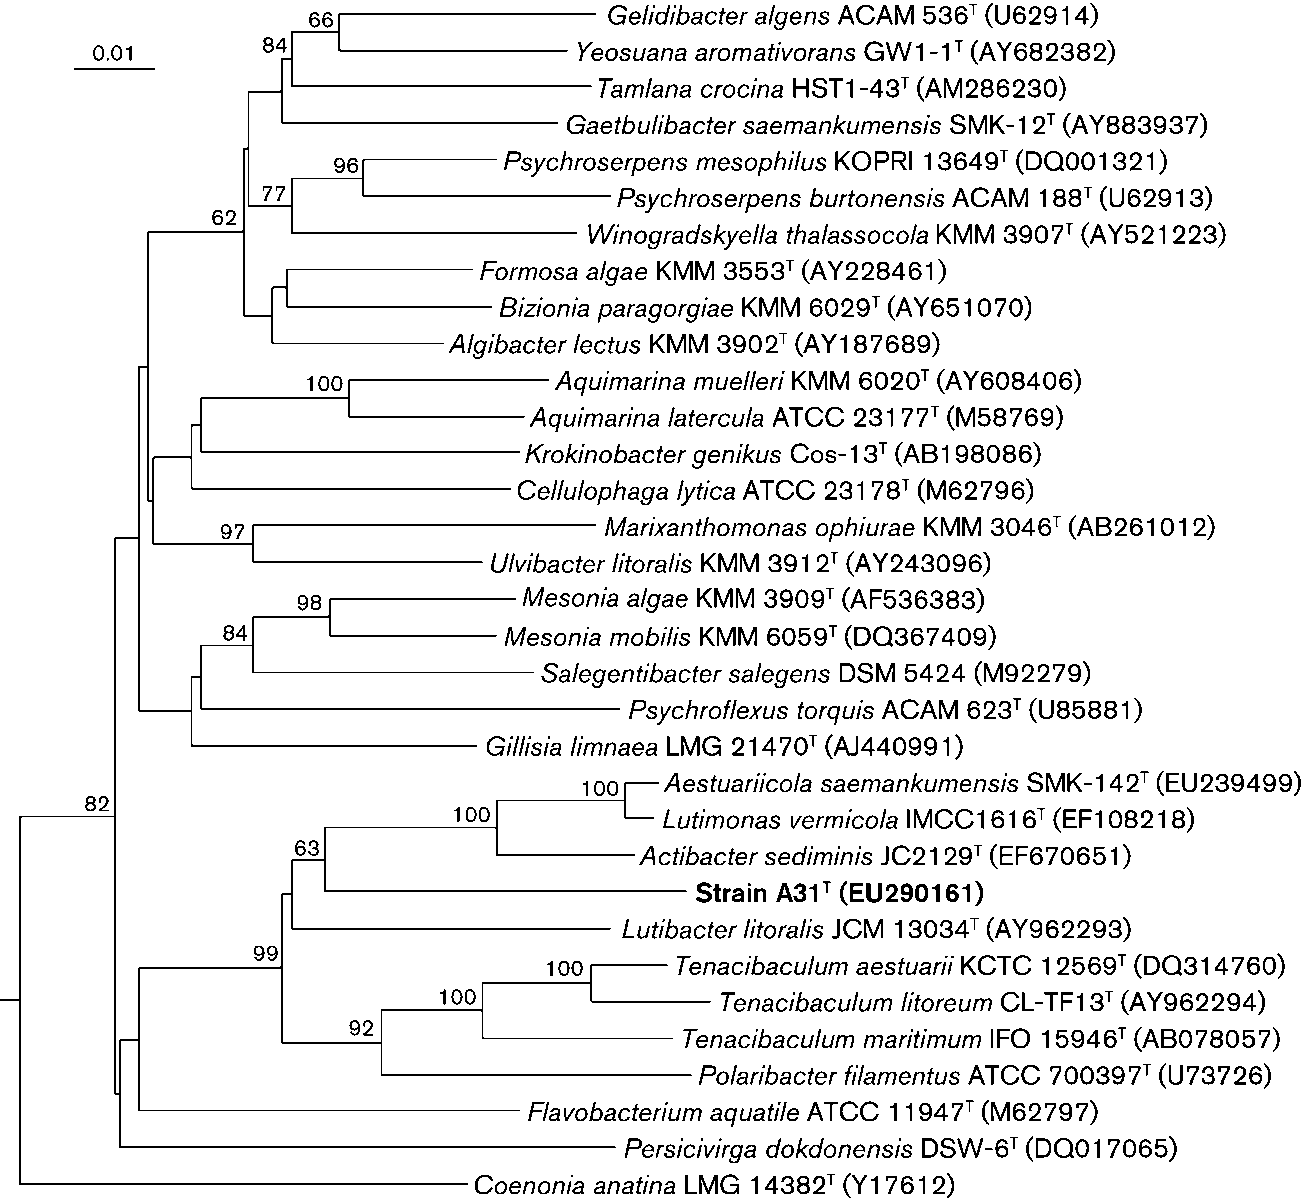 66 Gelidibacter algens ACAM 536ᵀ (U62914)
84
0.01 Yeosuana aromativorans GW1-1ᵀ (AY682382)
Tamlana crocina HST1-43ᵀ (AM286230)
Gaetbulibacter saemankumensis SMK-12ᵀ (AY883937)
96 Psychroserpens mesophilus KOPRI 13649ᵀ (DQ001321)
77 Psychroserpens burtonensis ACAM 188ᵀ (U62913)
62 Winogradskyella thalassocola KMM 3907ᵀ (AY521223)
Formosa algae KMM 3553ᵀ (AY228461)
Bizionia paragorgiae KMM 6029ᵀ (AY651070)
Algibacter lectus KMM 3902ᵀ (AY187689)
100 Aquimarina muelleri KMM 6020ᵀ (AY608406)
Aquimarina latercula ATCC 23177ᵀ (M58769)
Krokinobacter genikus Cos-13ᵀ (AB198086)
Cellulophaga lytica ATCC 23178ᵀ (M62796)
97 Marixanthomonas ophiurae KMM 3046ᵀ (AB261012)
Ulvibacter litoralis KMM 3912ᵀ (AY243096)
98 Mesonia algae KMM 3909ᵀ (AF536383)
84 Mesonia mobilis KMM 6059ᵀ (DQ367409)
Salegentibacter salegens DSM 5424 (M92279)
Psychroflexus torquis ACAM 623ᵀ (U85881)
Gillisia limnaea LMG 21470ᵀ (AJ440991)
100 Aestuariicola saemankumensis SMK-142ᵀ (EU239499)
82
100 Lutimonas vermicola IMCC1616ᵀ (EF108218)
63 Actibacter sediminis JC2129ᵀ (EF670651)
Strain A31ᵀ (EU290161)
Lutibacter litoralis JCM 13034ᵀ (AY962293)
99
100 Tenacibaculum aestuarii KCTC 12569ᵀ (DQ314760)
100 Tenacibaculum litoreum CL-TF13ᵀ (AY962294)
92 Tenacibaculum maritimum IFO 15946ᵀ (AB078057)
Polaribacter filamentus ATCC 700397ᵀ (U73726)
Flavobacterium aquatile ATCC 11947ᵀ (M62797)
Persicivirga dokdonensis DSW-6ᵀ (DQ017065)
Coenonia anatina LMG 14382ᵀ (Y17612)